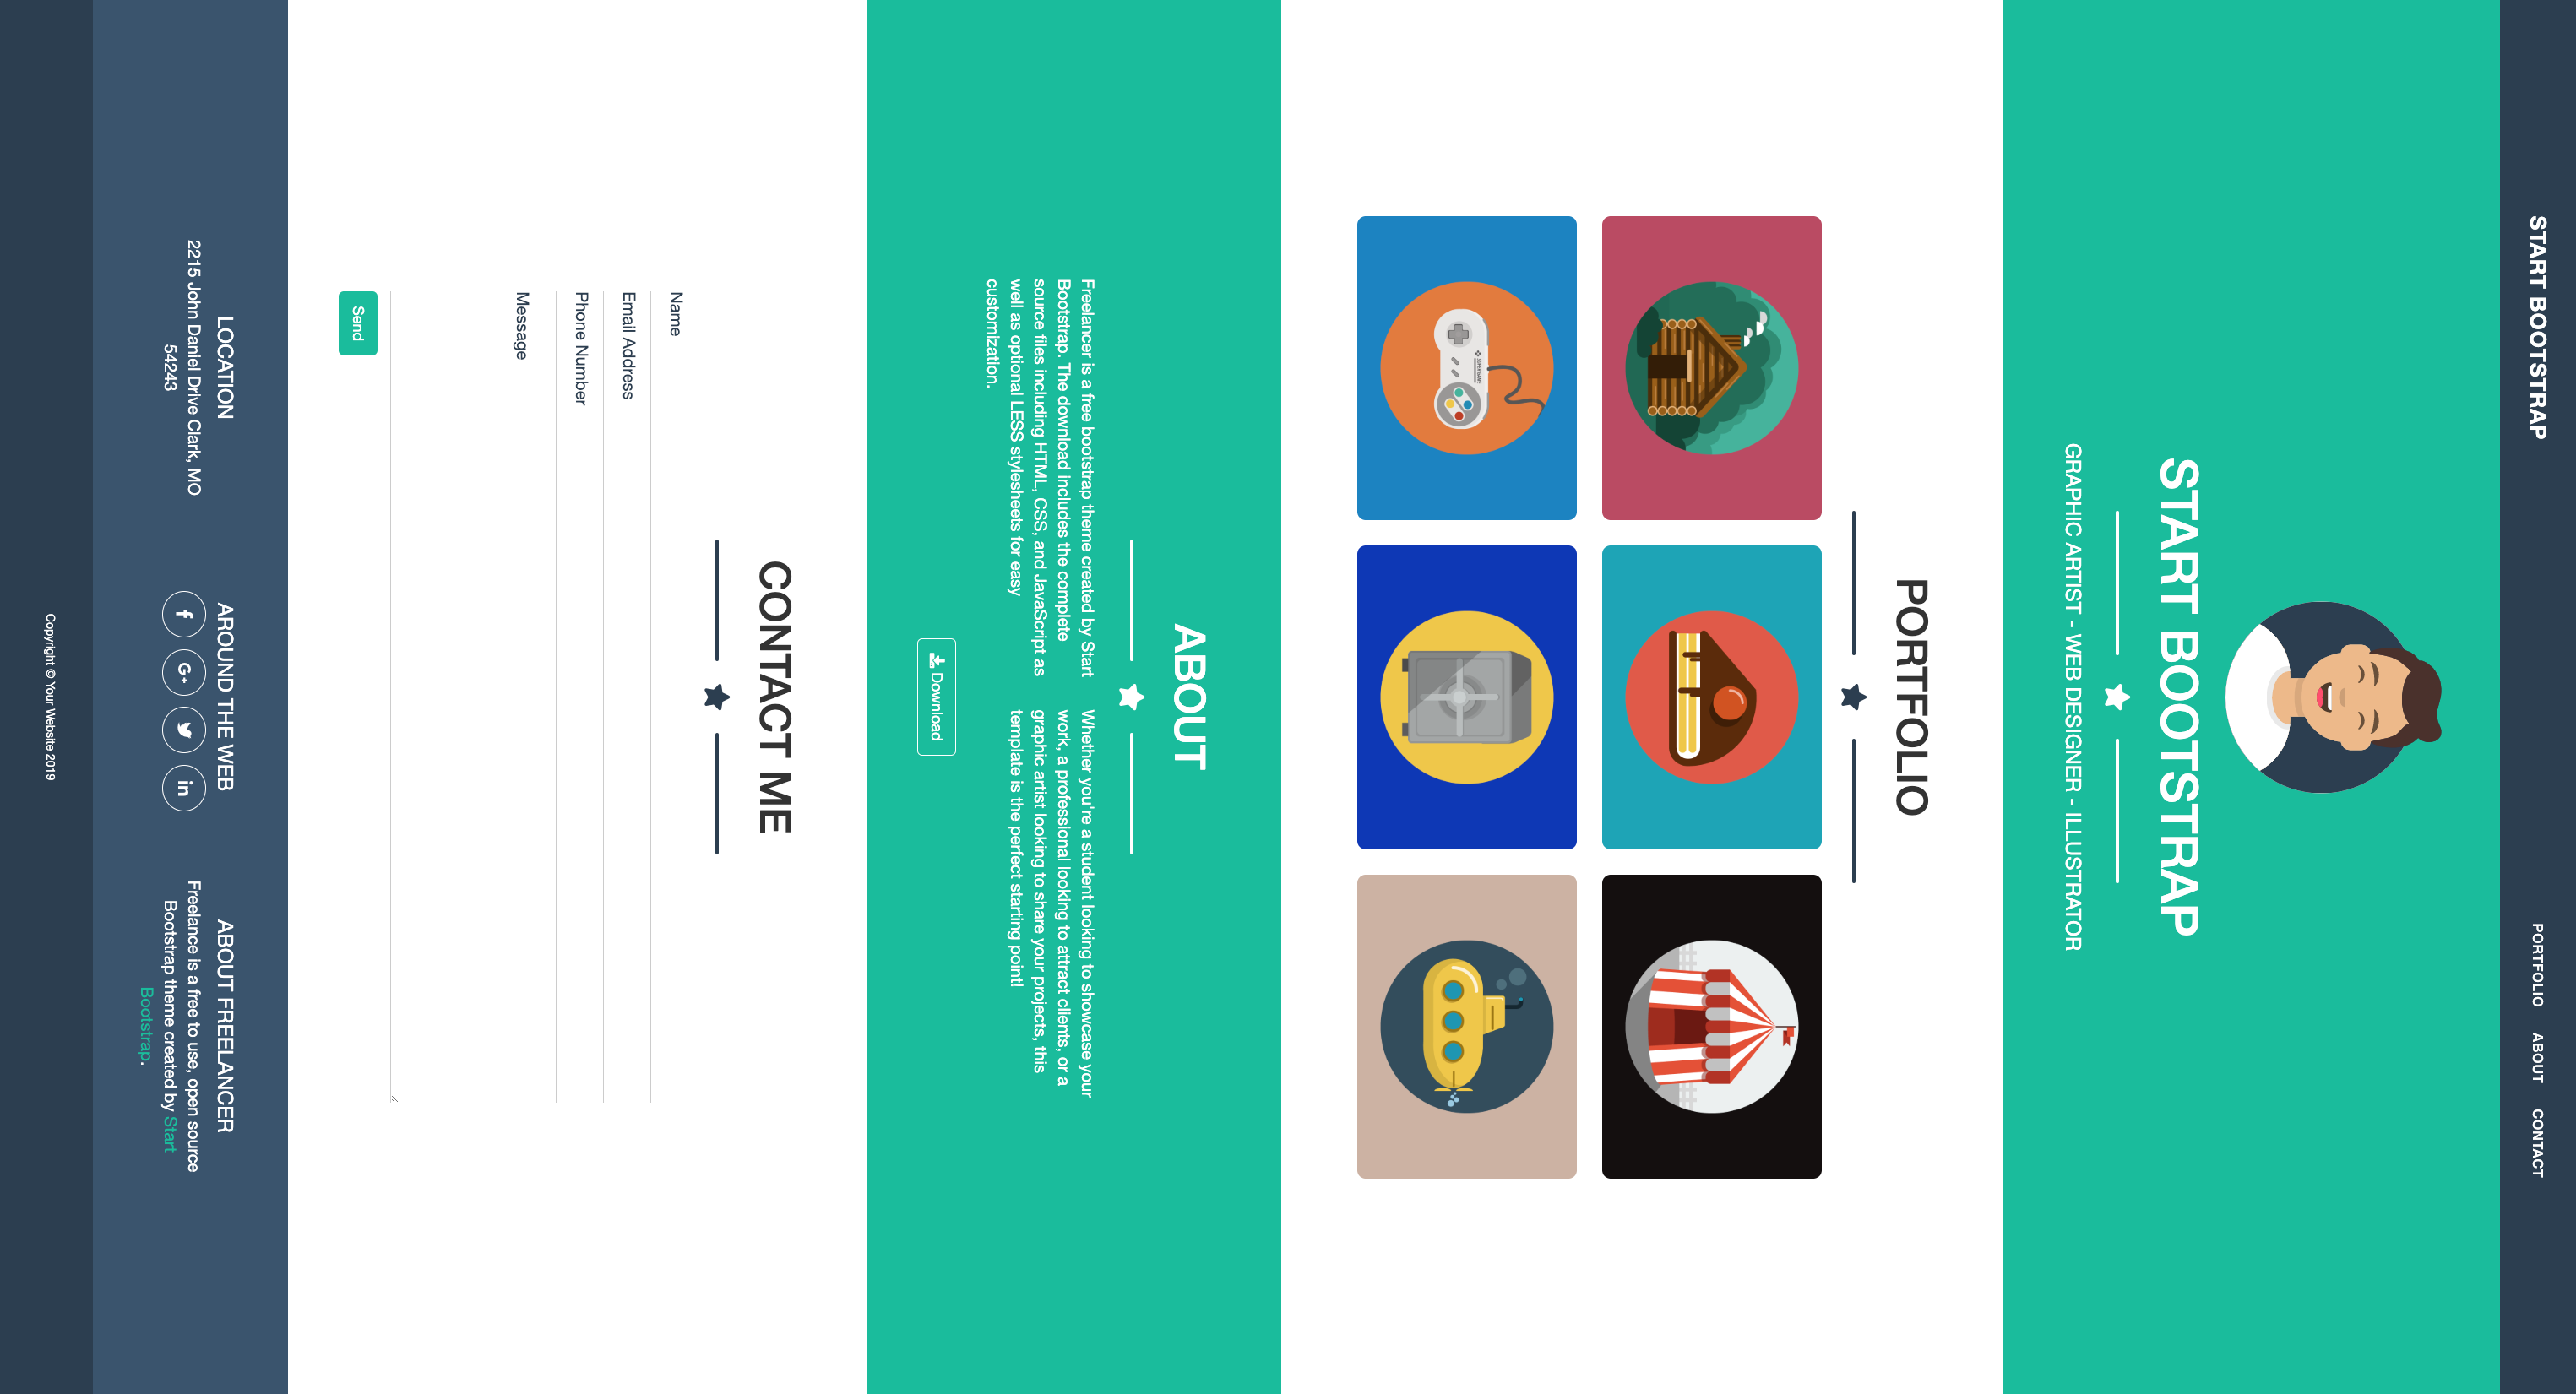 START BOOTSTRAP
PORTFOLIO
ABOUT
CONTACT
START BOOTSTRAP
GRAPHIC ARTIST - WEB DESIGNER - ILLUSTRATOR
PORTFOLIO
SUPER GAME
ABOUT
Freelancer is a free bootstrap theme created by Start
Bootstrap. The download includes the complete
source files including HTML, CSS, and JavaScript as
well as optional LESS stylesheets for easy
customization.
Whether you're a student looking to showcase your
work, a professional looking to attract clients, or a
graphic artist looking to share your projects, this
template is the perfect starting point!
Download
CONTACT ME
Name
Email Address
Phone Number
Message
Send
LOCATION
2215 John Daniel Drive Clark, MO
54243
AROUND THE WEB
f
G+
in
ABOUT FREELANCER
Freelance is a free to use, open source
Bootstrap theme created by Start
Bootstrap.
Copyright © Your Website 2019